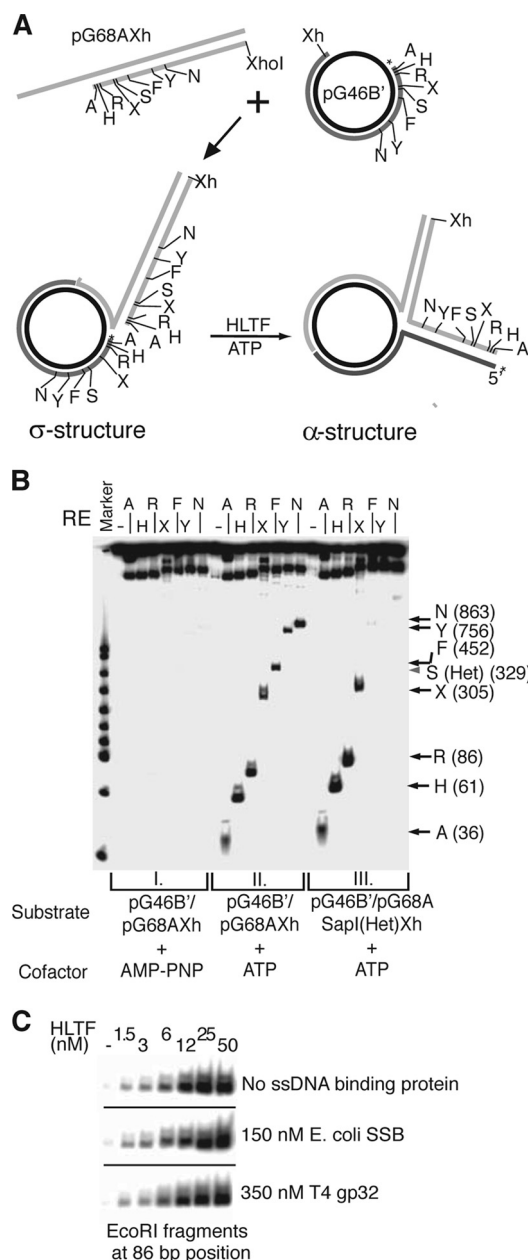 A
pG68AXh
XhoI
A H R X S F Y N
+
Xh
pG46B'
*
A
H
R
X
S
F
Y
N
Xh
N
Y
F
S
X
R
H
A
*
A
H
R
X
N Y F S
σ-structure
HLTF
ATP
Xh
N Y F S X R H A
5'*
α-structure
B
RE
Marker
A R F N A R F N A R F N
- H X Y - H X Y - H X Y
N (863)
Y (756)
F (452)
S (Het) (329)
X (305)
R (86)
H (61)
A (36)
I. II. III.
Substrate
pG46B'/ pG46B'/ pG46B'/pG68A
pG68AXh pG68AXh SapI(Het)Xh
+ + +
Cofactor
AMP-PNP ATP ATP
C
HLTF
(nM)
- 1.5 3 6 12 25 50
No ssDNA binding protein
150 nM E. coli SSB
350 nM T4 gp32
EcoRI fragments
at 86 bp position